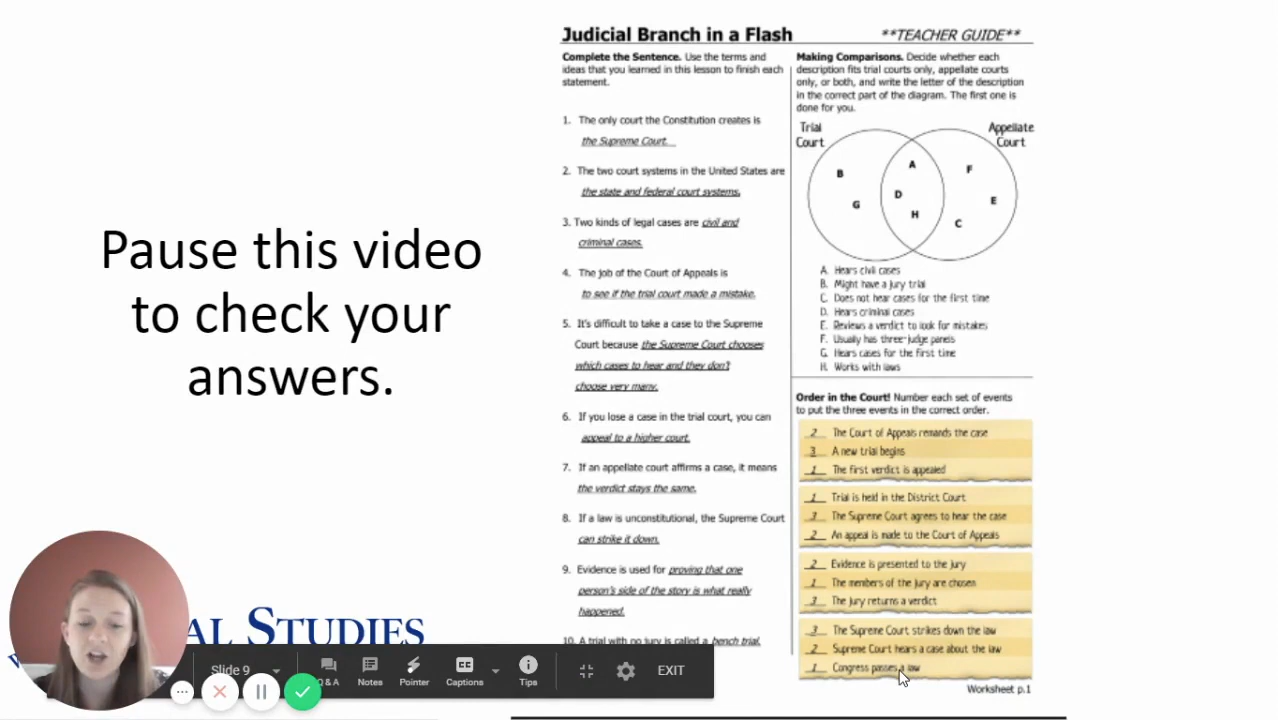 Pause this video
to check your
answers.
Judicial Branch in a Flash
**TEACHER GUIDE**
Complete the Sentence. Use the terms and
ideas that you learned in this lesson to finish each
statement.
1. The only court the Constitution creates is
the Supreme Court.
2. The two court systems in the United States are
the state and federal court systems.
3. Two kinds of legal cases are civil and
criminal cases.
4. The job of the Court of Appeals is
to see if the trial court made a mistake.
5. It's difficult to take a case to the Supreme
Court because the Supreme Court chooses
which cases to hear and they don't
choose very many.
6. If you lose a case in the trial court, you can
appeal to a higher court.
7. If an appellate court affirms a case, it means
the verdict stays the same.
8. If a law is unconstitutional, the Supreme Court
can strike it down.
9. Evidence is used for proving that one
person's side of the story is what really
happened.
10. A trial with no jury is called a bench trial.
Making Comparisons. Decide whether each
description fits trial courts only, appellate courts
only, or both, and write the letter of the description
in the correct part of the diagram. The first one is
done for you.
Trial
Court
Appellate
Court
B
G
A
D
H
F
E
C
A. Hears civil cases
B. Might have a jury trial
C. Does not hear cases for the first time
D. Hears criminal cases
E. Reviews a verdict to look for mistakes
F. Usually has three-judge panels
G. Hears cases for the first time
H. Works with laws
Order in the Court! Number each set of events
to put the three events in the correct order.
2 The Court of Appeals remands the case
3 A new trial begins
1 The first verdict is appealed
1 Trial is held in the District Court
3 The Supreme Court agrees to hear the case
2 An appeal is made to the Court of Appeals
2 Evidence is presented to the jury
1 The members of the jury are chosen
3 The jury returns a verdict
3 The Supreme Court strikes down the law
2 Supreme Court hears a case about the law
1 Congress passes a law
Worksheet p.1
AL STUDIES
Slide 9
Q & A
Notes
Pointer
Captions
Tips
EXIT